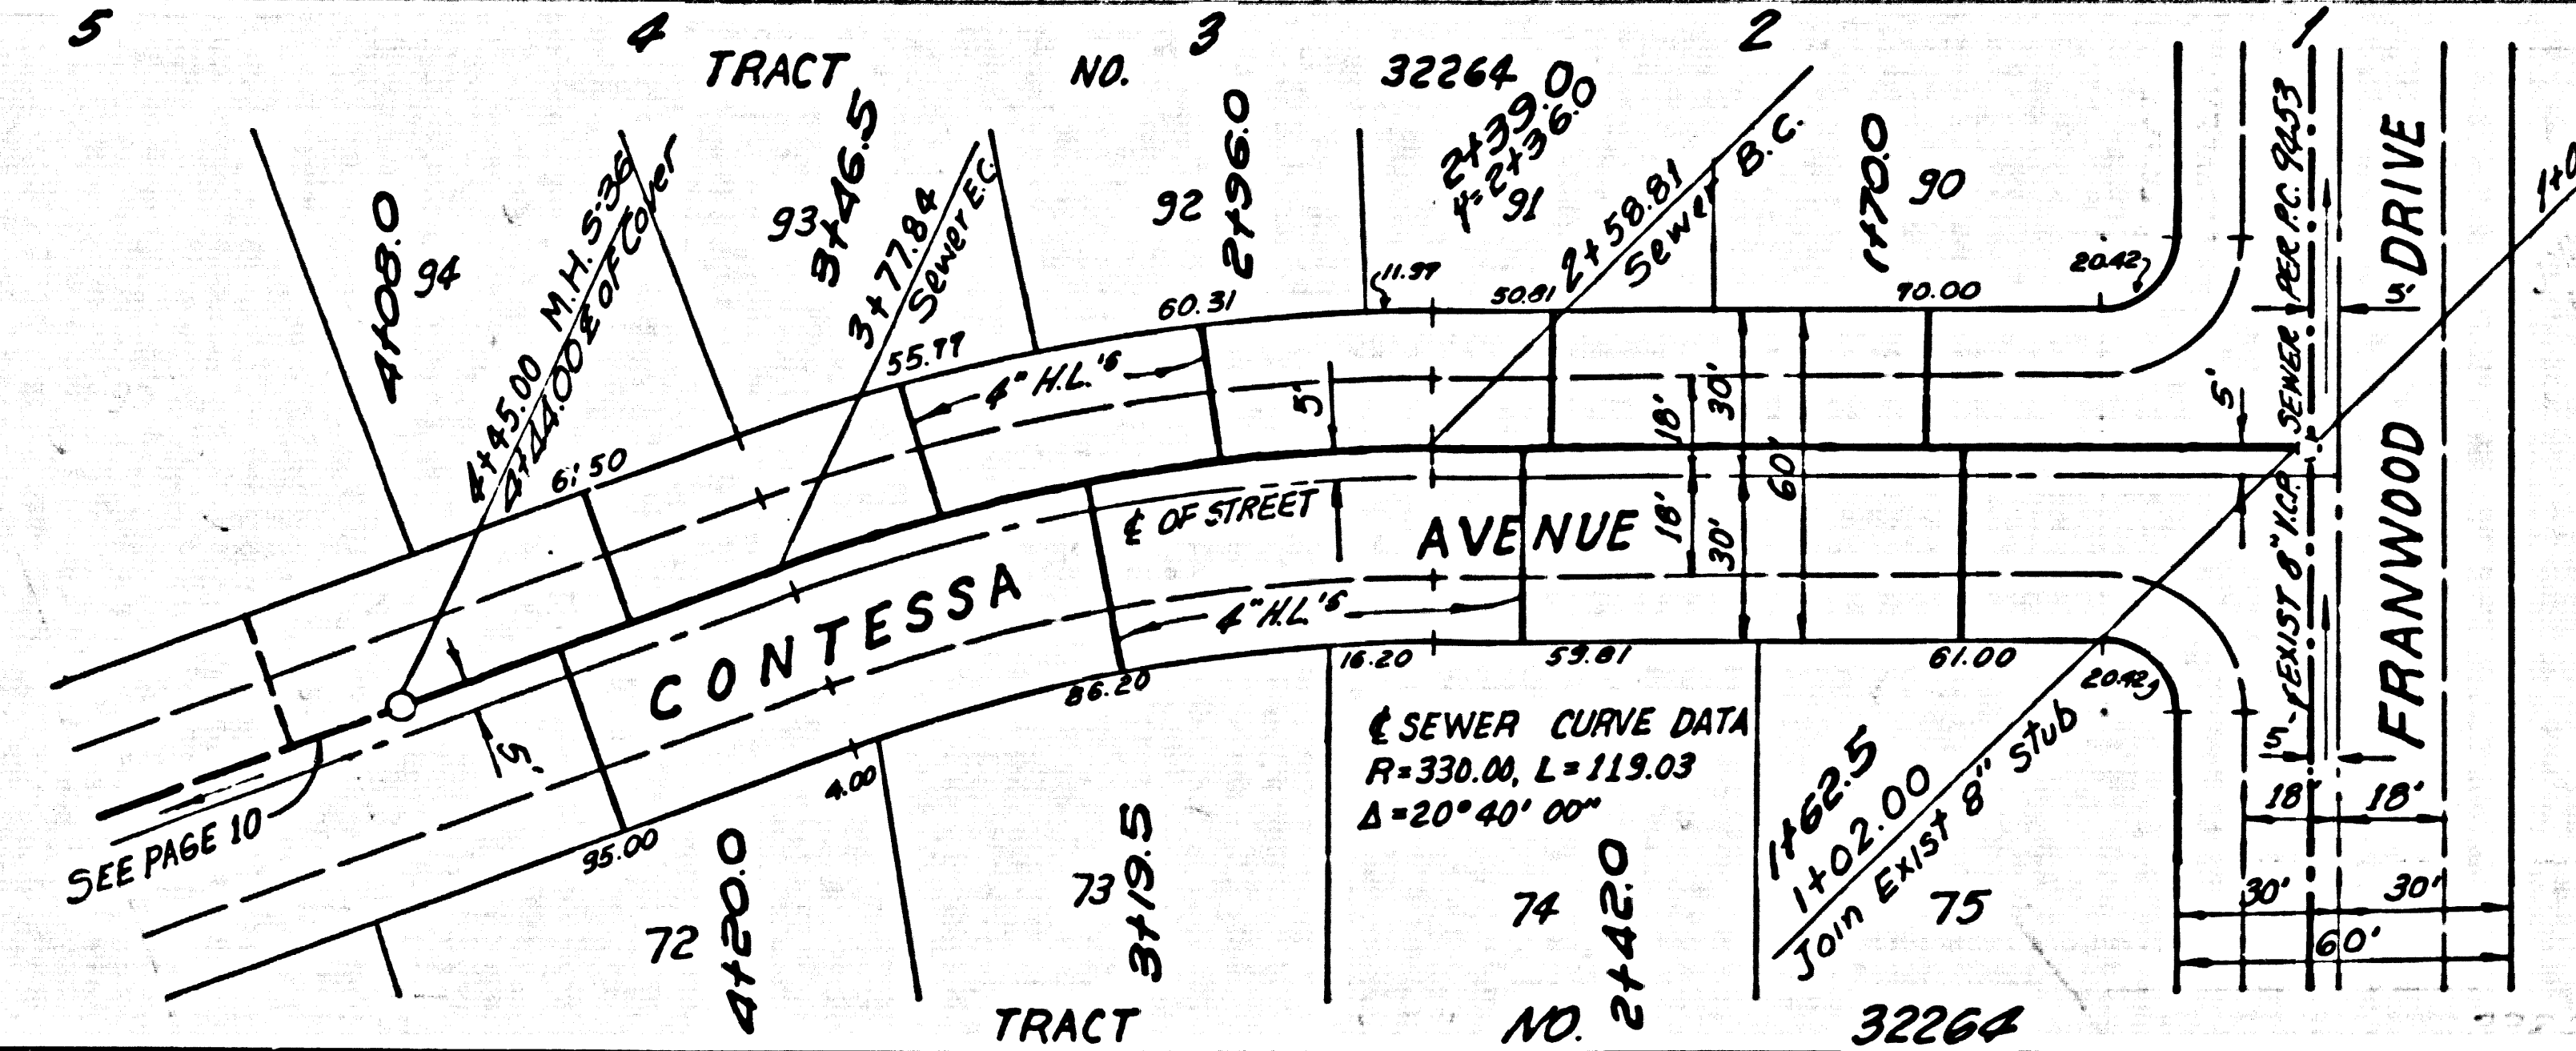 5 4 3 2 1
TRACT NO. 32264
4+08.0
94
4+45.00 M.H. S-36
4+44.00 ℄ OF Cover
93
3+46.5
3+77.84
Sewer E.C.
92
2+96.0
2+39.0
Y=2+36.0
91
2+58.81
Sewer B.C.
1+70.0
90
61.50
55.77
60.31
11.97
50.81
70.00
20.42
4" H.L.'s
5'
18'
30'
60'
18'
30'
5'
℄ OF STREET
CONTESSA AVENUE
4" H.L.'s
5'
SEE PAGE 10
95.00
4.00
86.20
16.20
59.81
61.00
20.42
℄ SEWER CURVE DATA
R=330.00, L=119.03
Δ=20°40'00"
72
4+20.0
73
3+19.5
74
2+42.0
1+62.5
1+02.00
Join Exist 8" Stub
75
EXIST 8" V.C.P. SEWER PER P.C. 9453
FRANWOOD DRIVE
5'
5'
18' 18'
30' 30'
60'
TRACT NO. 32264